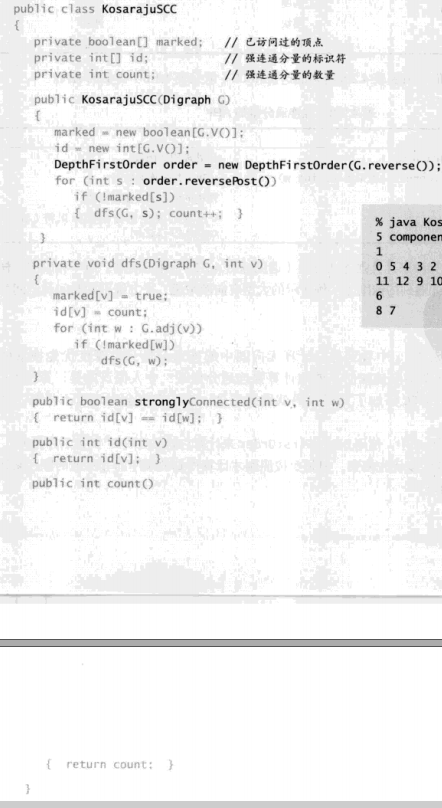 public class KosarajuSCC
{
private boolean[] marked; // 已访问过的顶点
private int[] id; // 强连通分量的标识符
private int count; // 强连通分量的数量
public KosarajuSCC(Digraph G)
{
marked = new boolean[G.V()];
id = new int[G.V()];
DepthFirstOrder order = new DepthFirstOrder(G.reverse());
for (int s : order.reversePost())
if (!marked[s])
{ dfs(G, s); count++; }
}
private void dfs(Digraph G, int v)
{
marked[v] = true;
id[v] = count;
for (int w : G.adj(v))
if (!marked[w])
dfs(G, w);
}
public boolean stronglyConnected(int v, int w)
{ return id[v] == id[w]; }
public int id(int v)
{ return id[v]; }
public int count()
% java Kos
5 componen
1
0 5 4 3 2
11 12 9 10
6
8 7
{ return count; }
}